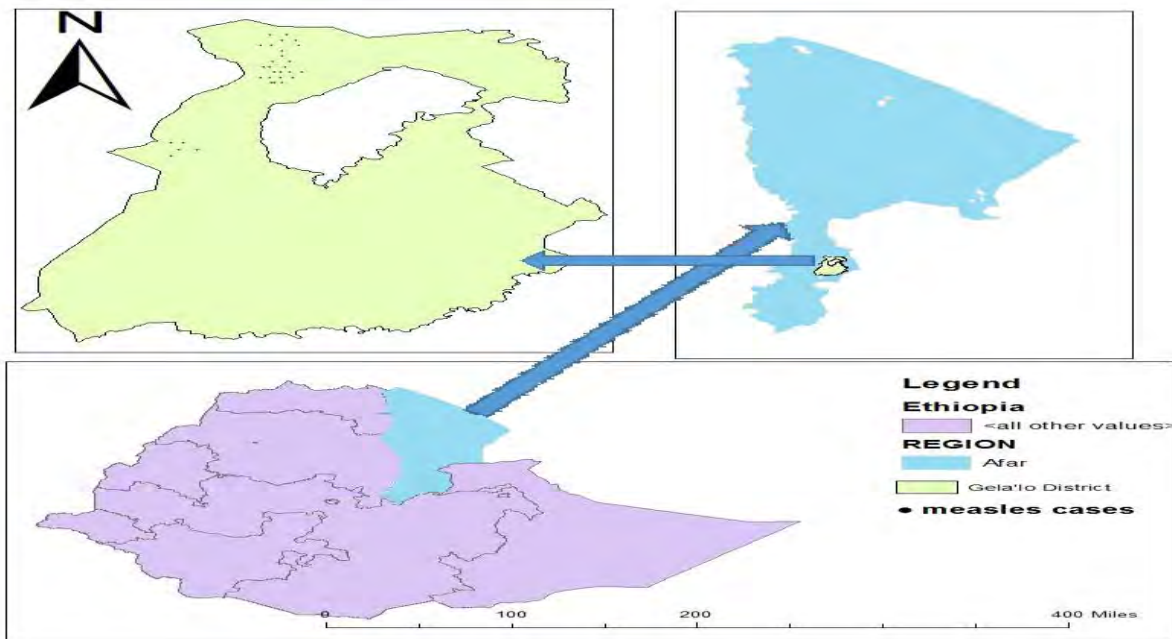 N
Legend
Ethiopia
<all other values>
REGION
Afar
Gela'lo District
measles cases
0 100 200 400 Miles